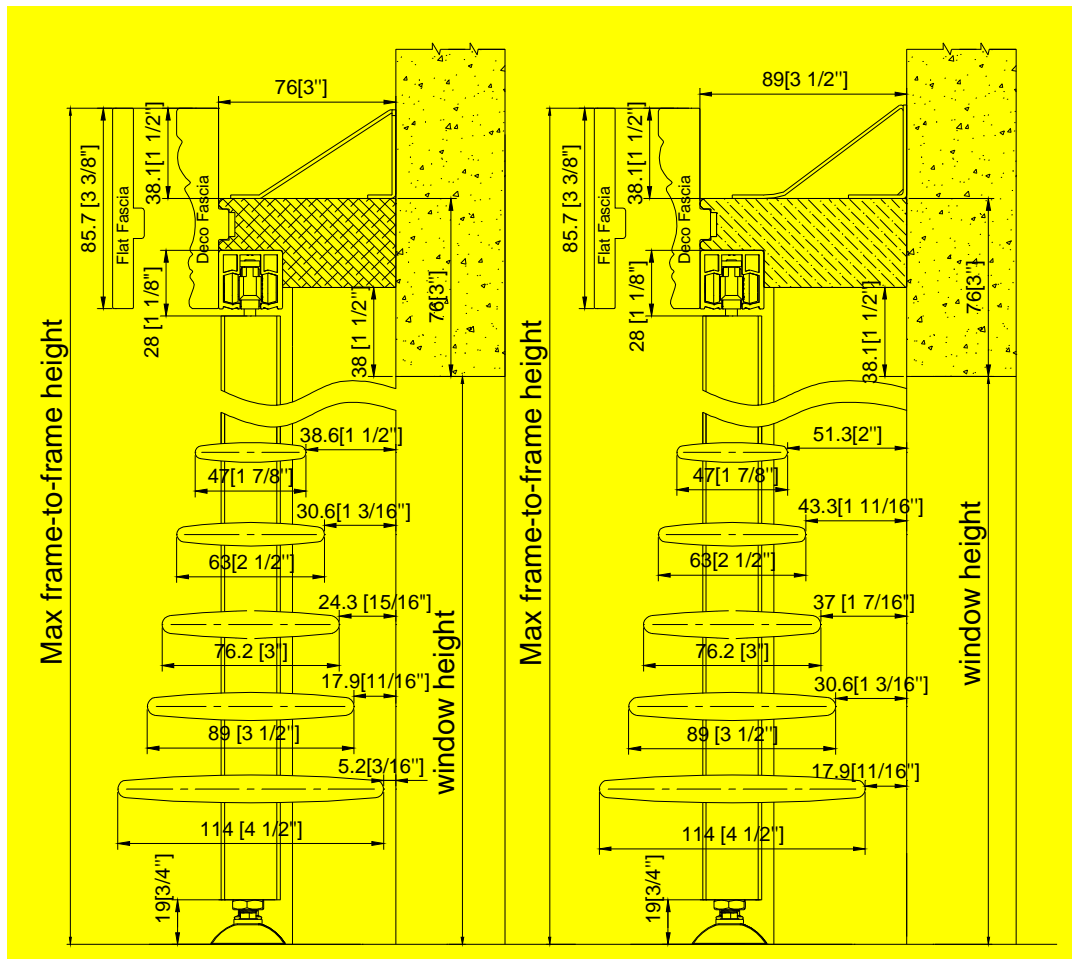 76[3"]
38.1[1 1/2"]
85.7 [3 3/8"]
Flat Fascia
Deco Fascia
28 [1 1/8"]
38 [1 1/2"]
76[3"]
Max frame-to-frame height
38.6[1 1/2"]
47[1 7/8"]
30.6[1 3/16"]
63[2 1/2"]
24.3 [15/16"]
76.2 [3"]
17.9[11/16"]
89 [3 1/2"]
5.2[3/16"]
114 [4 1/2"]
19[3/4"]
window height
89[3 1/2"]
38.1[1 1/2"]
85.7 [3 3/8"]
Flat Fascia
Deco Fascia
28 [1 1/8"]
38.1[1 1/2"]
76[3"]
Max frame-to-frame height
51.3[2"]
47[1 7/8"]
43.3[1 11/16"]
63[2 1/2"]
37 [1 7/16"]
76.2 [3"]
30.6[1 3/16"]
89 [3 1/2"]
17.9[11/16"]
114 [4 1/2"]
19[3/4"]
window height